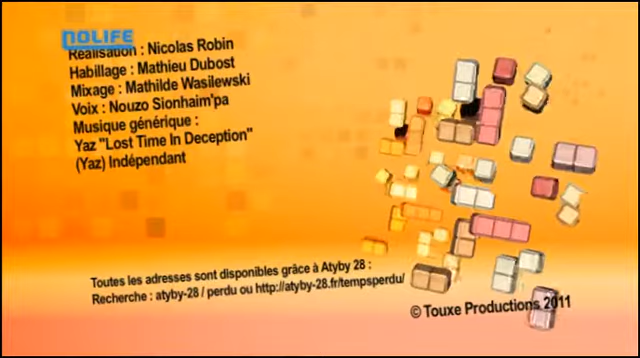 NOLIFE
Réalisation : Nicolas Robin
Habillage : Mathieu Dubost
Mixage : Mathilde Wasilewski
Voix : Nouzo Sionhaim'pa
Musique générique :
Yaz "Lost Time In Deception"
(Yaz) Indépendant
Toutes les adresses sont disponibles grâce à Atyby 28 :
Recherche : atyby-28 / perdu ou http://atyby-28.fr/tempsperdu/
© Touxe Productions 2011